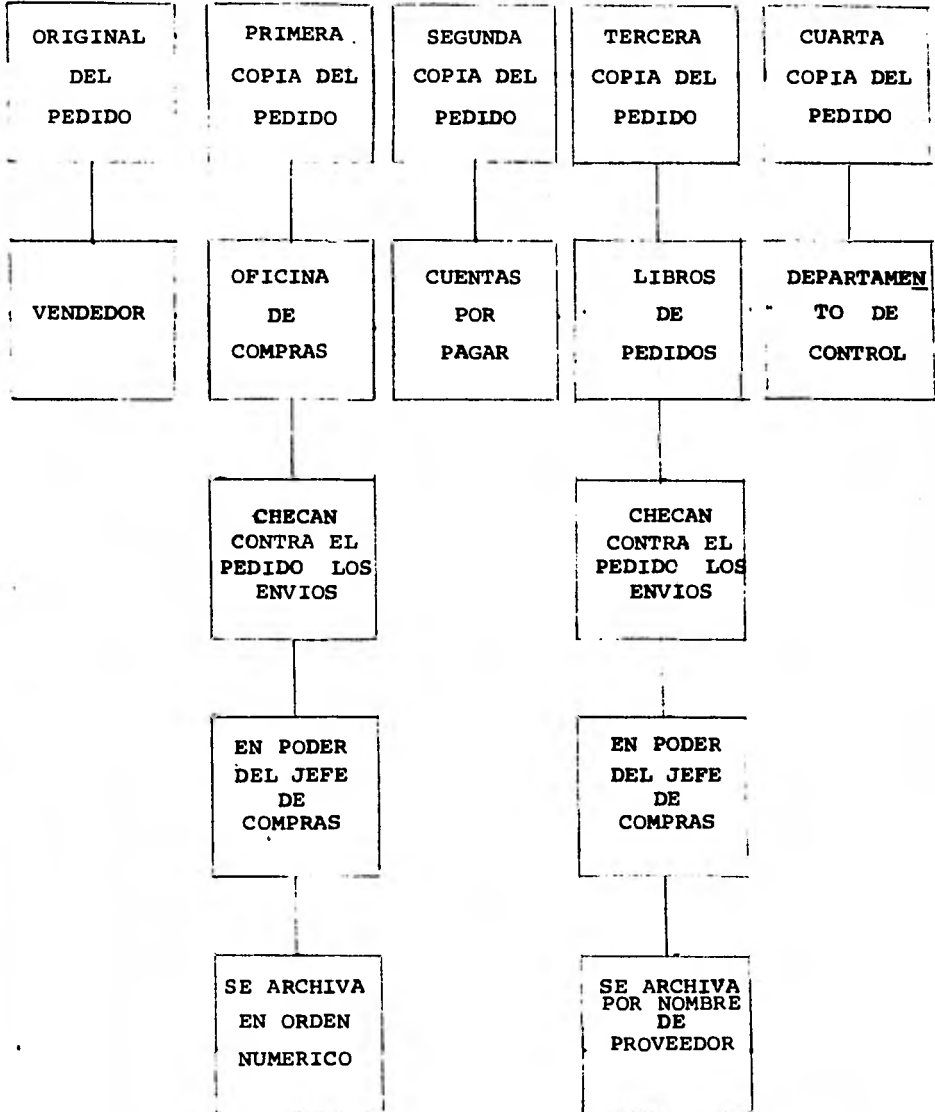 ORIGINAL
DEL
PEDIDO
PRIMERA
COPIA DEL
PEDIDO
SEGUNDA
COPIA DEL
PEDIDO
TERCERA
COPIA DEL
PEDIDO
CUARTA
COPIA DEL
PEDIDO
VENDEDOR
OFICINA
DE
COMPRAS
CUENTAS
POR
PAGAR
LIBROS
DE
PEDIDOS
DEPARTAMEN
TO DE
CONTROL
CHECAN
CONTRA EL
PEDIDO LOS
ENVIOS
CHECAN
CONTRA EL
PEDIDO LOS
ENVIOS
EN PODER
DEL JEFE
DE
COMPRAS
EN PODER
DEL JEFE
DE
COMPRAS
SE ARCHIVA
EN ORDEN
NUMERICO
SE ARCHIVA
POR NOMBRE
DE
PROVEEDOR